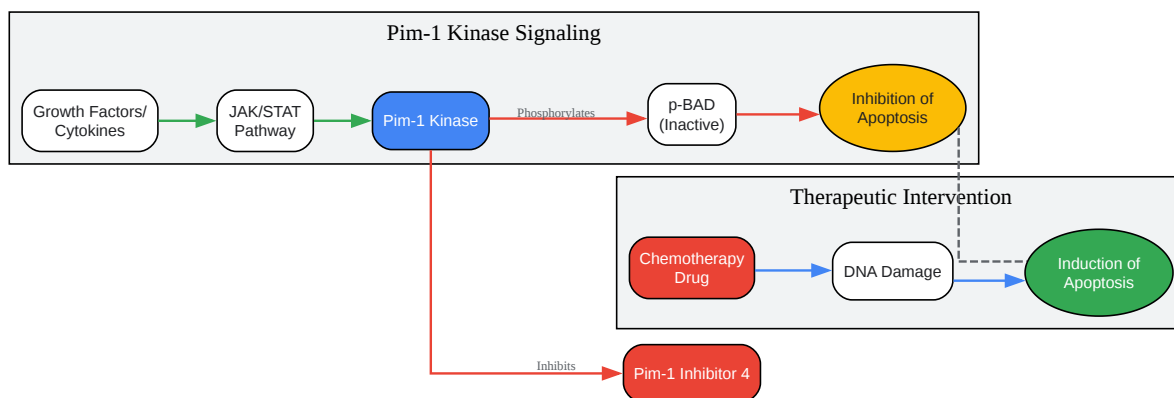 Pim-1 Kinase Signaling
Growth Factors/
Cytokines
JAK/STAT
Pathway
Pim-1 Kinase
Phosphorylates
p-BAD
(Inactive)
Inhibition of
Apoptosis
Therapeutic Intervention
Chemotherapy
Drug
DNA Damage
Induction of
Apoptosis
Inhibits
Pim-1 Inhibitor 4